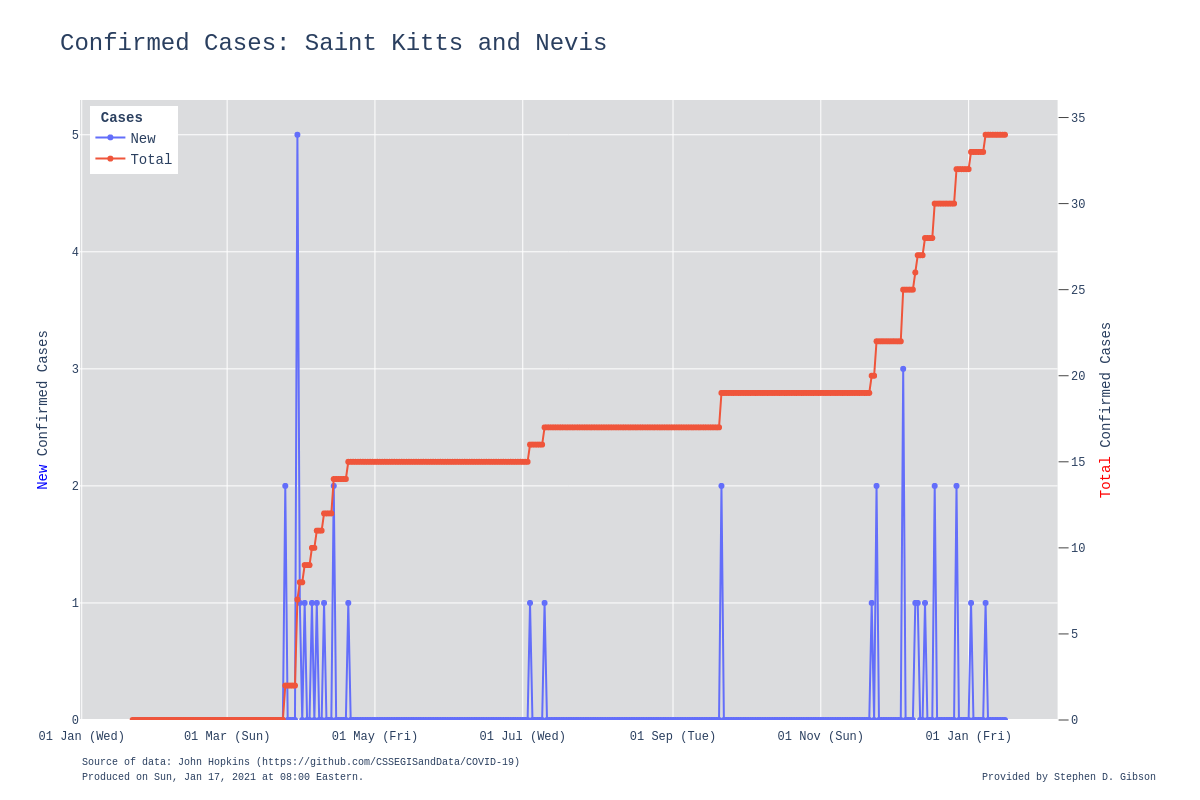 Confirmed Cases: Saint Kitts and Nevis
Cases
New
Total
5
4
3
2
1
0
New Confirmed Cases
35
30
25
20
15
10
5
0
Total Confirmed Cases
01 Jan (Wed) 01 Mar (Sun) 01 May (Fri) 01 Jul (Wed) 01 Sep (Tue) 01 Nov (Sun) 01 Jan (Fri)
Source of data: John Hopkins (https://github.com/CSSEGISandData/COVID-19)
Produced on Sun, Jan 17, 2021 at 08:00 Eastern.
Provided by Stephen D. Gibson